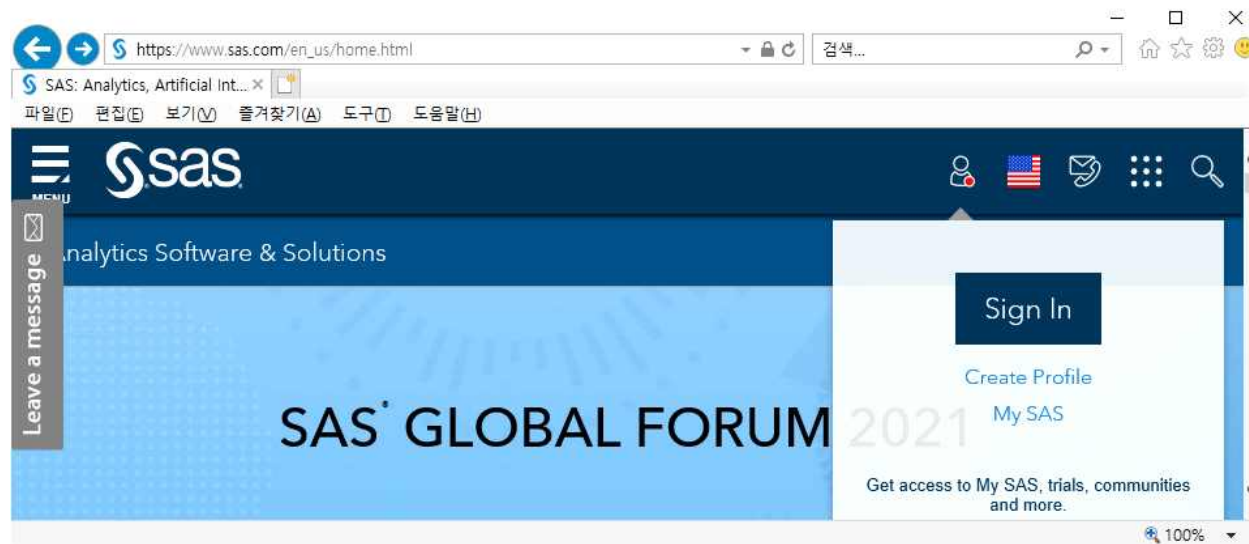 https://www.sas.com/en_us/home.html
검색...
SAS: Analytics, Artificial Int...
파일(F) 편집(E) 보기(V) 즐겨찾기(A) 도구(T) 도움말(H)
MENU
sas
Leave a message
nalytics Software & Solutions
Sign In
Create Profile
My SAS
SAS® GLOBAL FORUM 2021
Get access to My SAS, trials, communities
and more.
100%